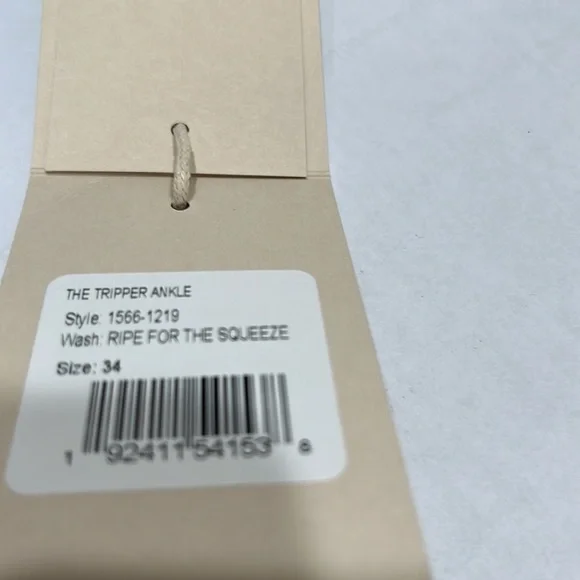 THE TRIPPER ANKLE
Style: 1566-1219
Wash: RIPE FOR THE SQUEEZE
Size: 34
1 92411 54153 6